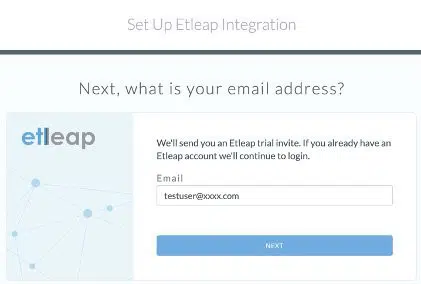 Set Up Etleap Integration
Next, what is your email address?
etleap
We'll send you an Etleap trial invite. If you already have an
Etleap account we'll continue to login.
Email
testuser@xxxx.com
NEXT